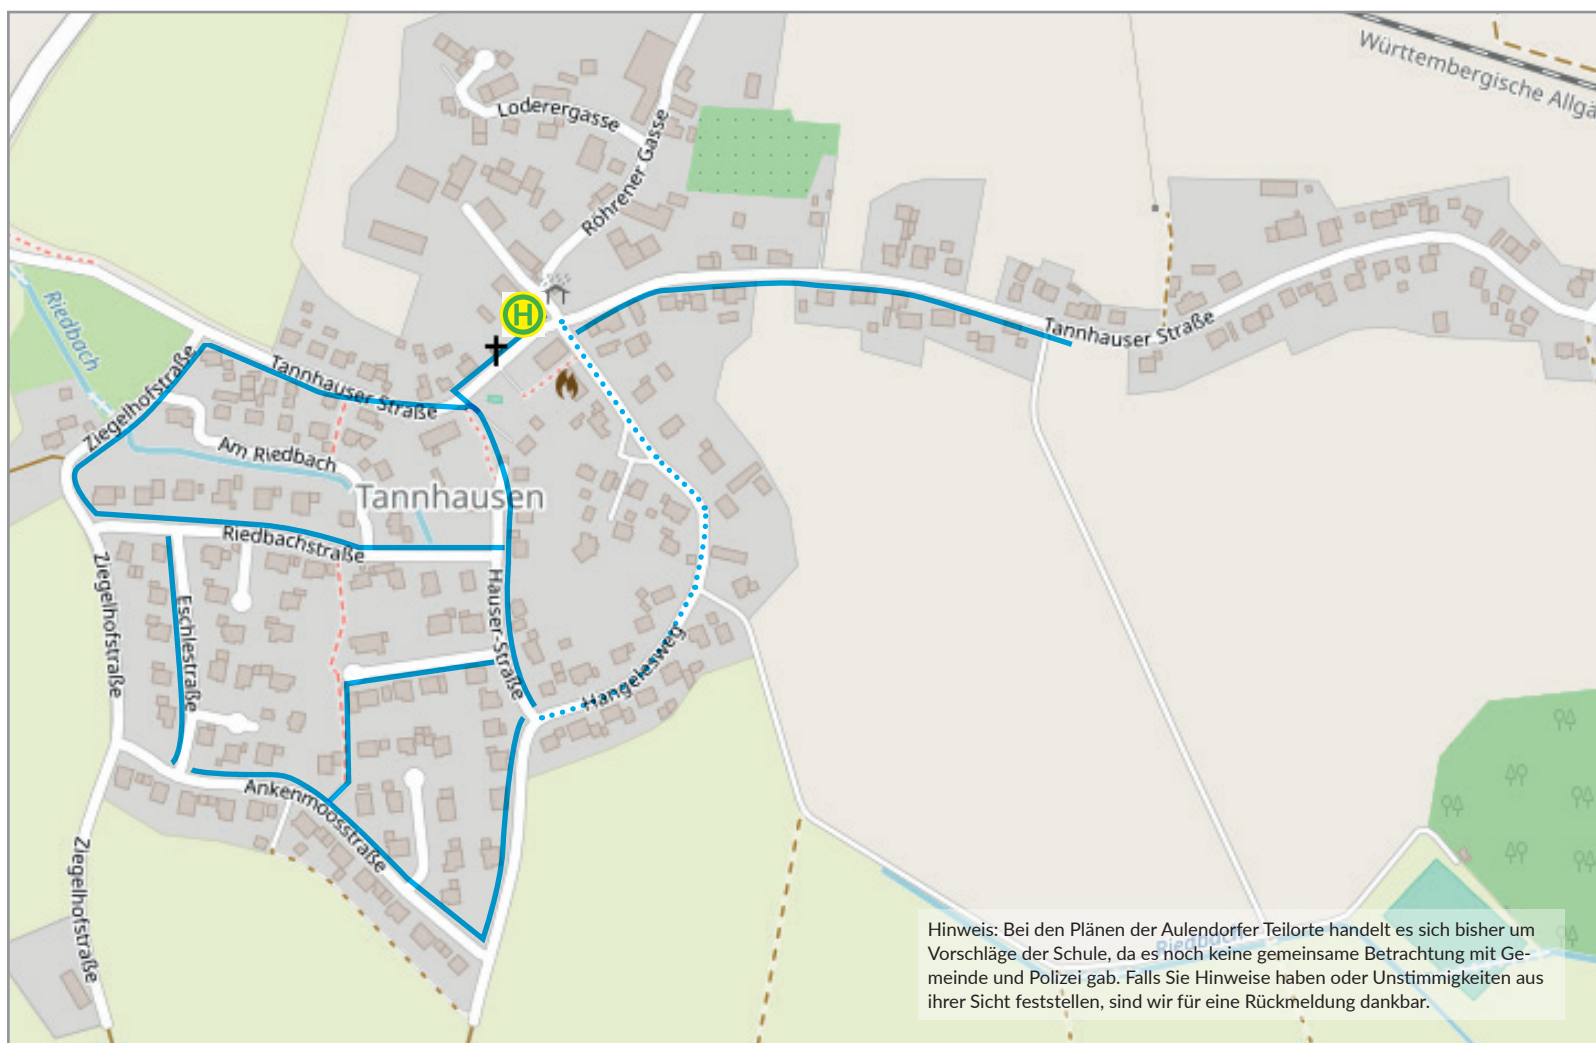 Württembergische Allgä
Loderergasse
Röhrener Gasse
Riedbach
H
Tannhauser Straße
Tannhauser Straße
Ziegelhofstraße
Am Riedbach
Tannhausen
Riedbachstraße
Ziegelhofstraße
Eschlestraße
Hauser-Straße
Hangelasweg
Ankenmoosstraße
Ziegelhofstraße
Riedbach
Hinweis: Bei den Plänen der Aulendorfer Teilorte handelt es sich bisher um
Vorschläge der Schule, da es noch keine gemeinsame Betrachtung mit Ge-
meinde und Polizei gab. Falls Sie Hinweise haben oder Unstimmigkeiten aus
ihrer Sicht feststellen, sind wir für eine Rückmeldung dankbar.